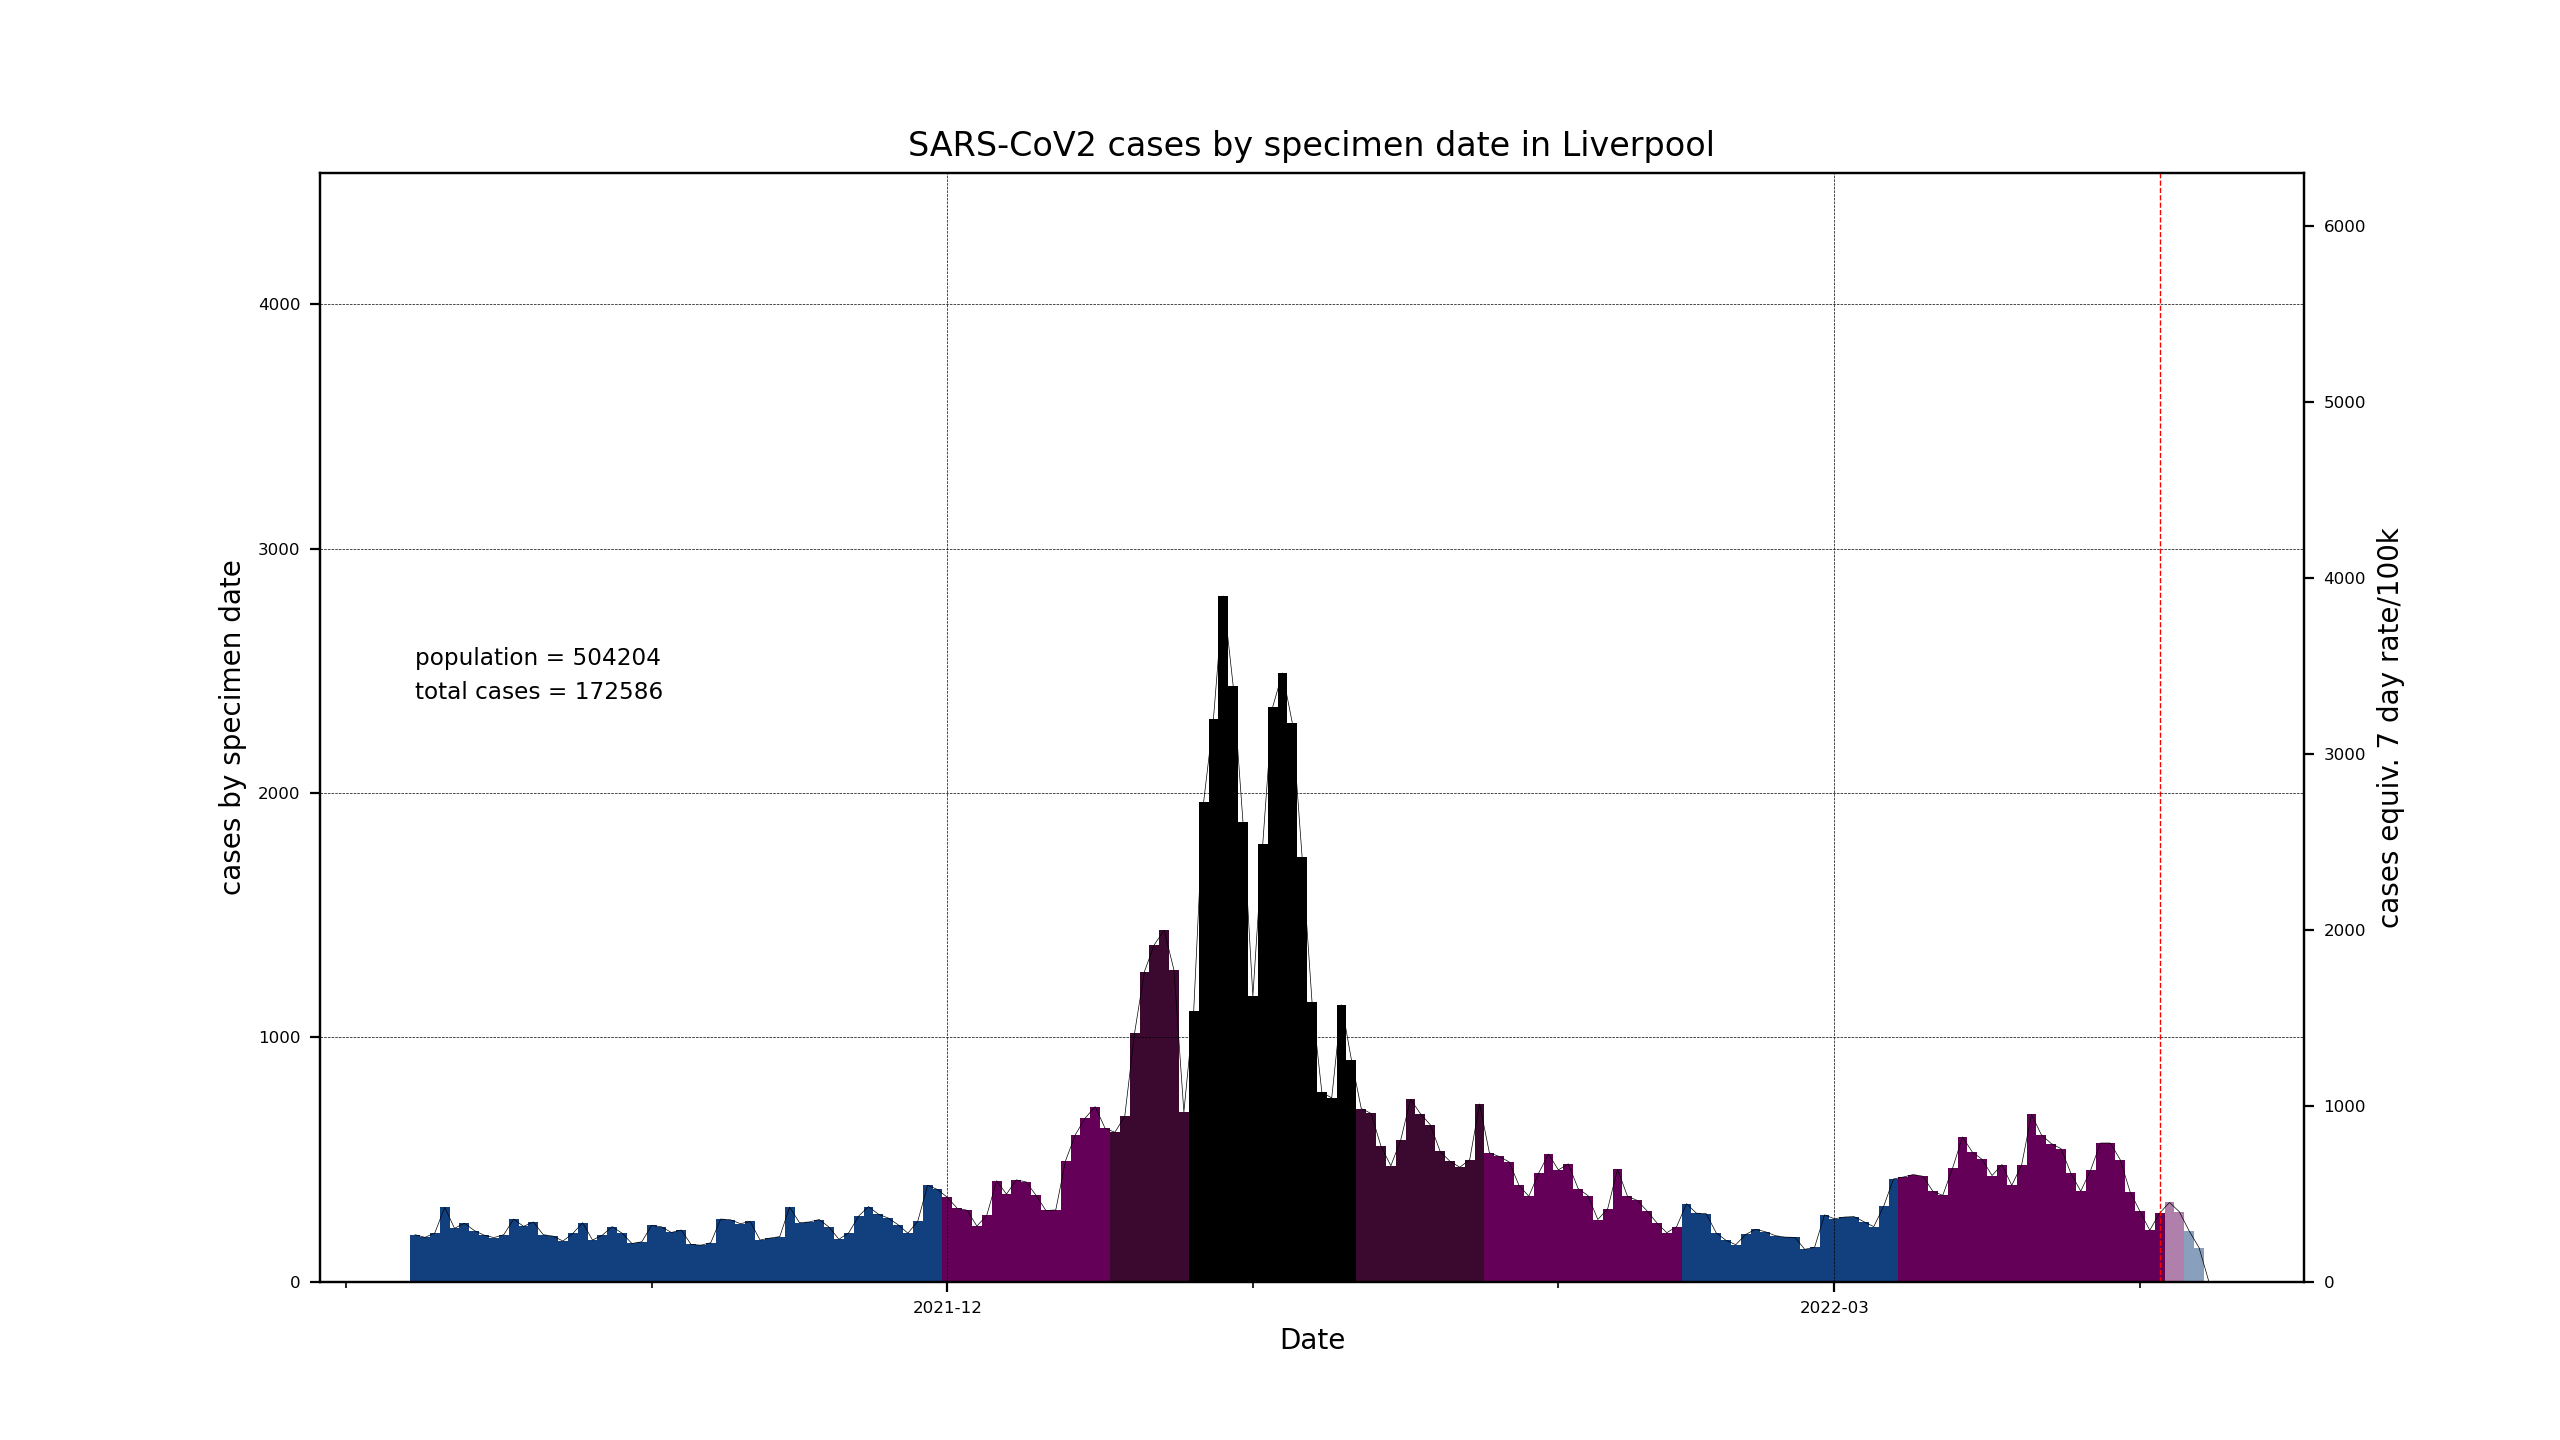 SARS-CoV2 cases by specimen date in Liverpool
cases by specimen date
4000
3000
2000
1000
0
population = 504204
total cases = 172586
6000
5000
4000
3000
2000
1000
0
cases equiv. 7 day rate/100k
2021-12
2022-03
Date